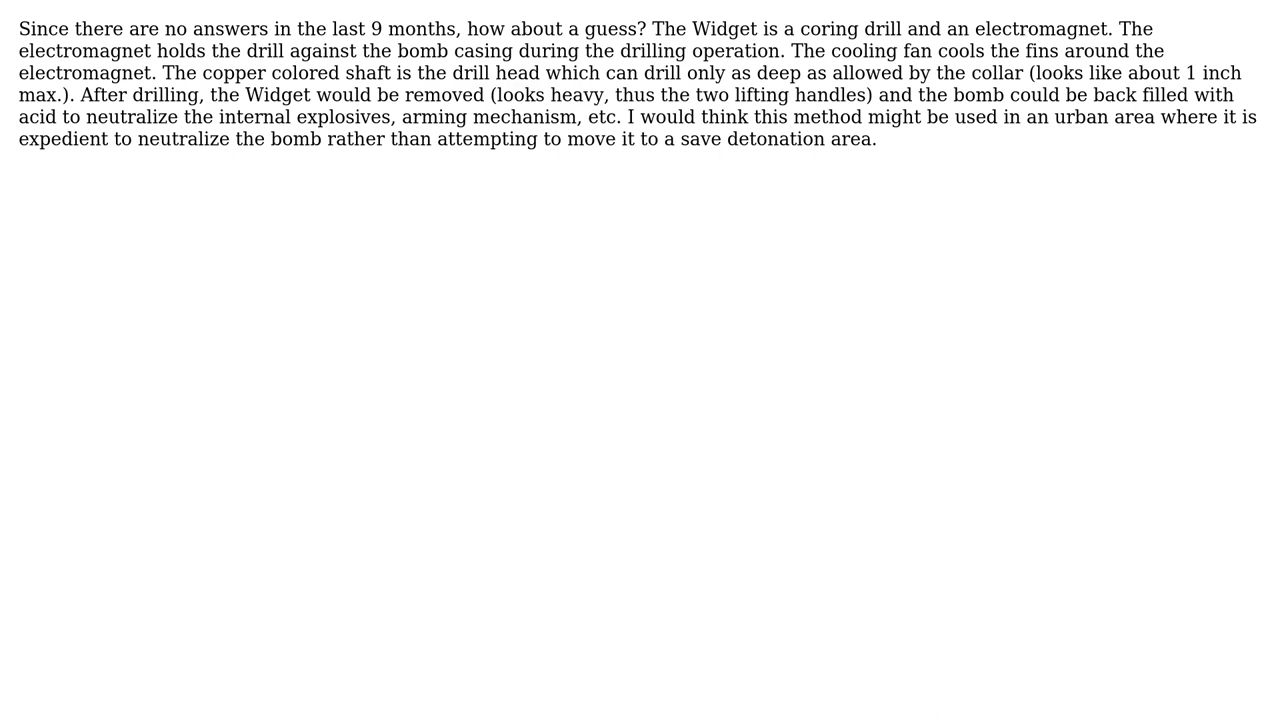 Since there are no answers in the last 9 months, how about a guess? The Widget is a coring drill and an electromagnet. The
electromagnet holds the drill against the bomb casing during the drilling operation. The cooling fan cools the fins around the
electromagnet. The copper colored shaft is the drill head which can drill only as deep as allowed by the collar (looks like about 1 inch
max.). After drilling, the Widget would be removed (looks heavy, thus the two lifting handles) and the bomb could be back filled with
acid to neutralize the internal explosives, arming mechanism, etc. I would think this method might be used in an urban area where it is
expedient to neutralize the bomb rather than attempting to move it to a save detonation area.